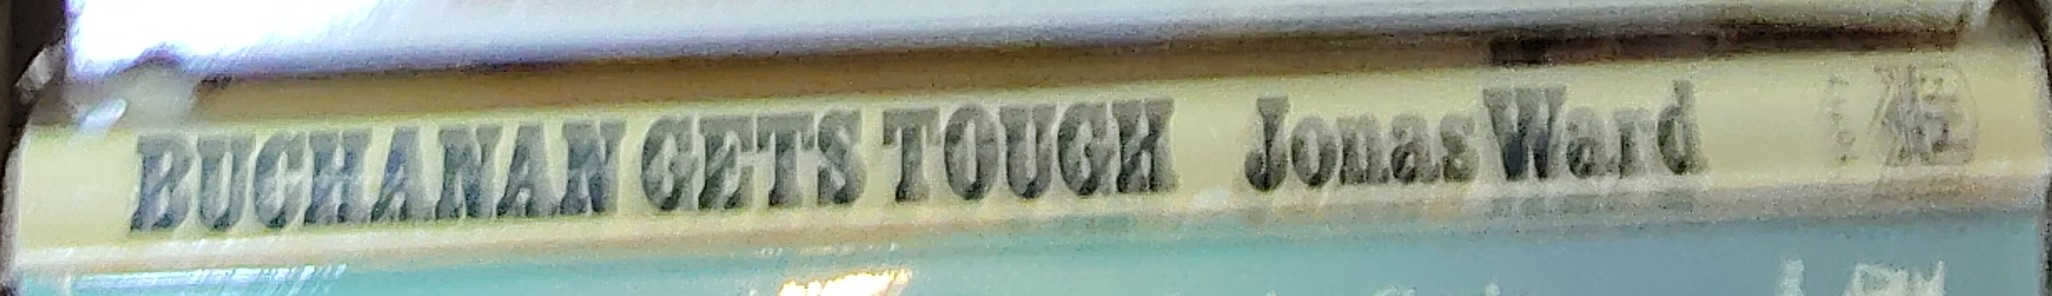 BUCHANAN GETS TOUGH Jonas Ward